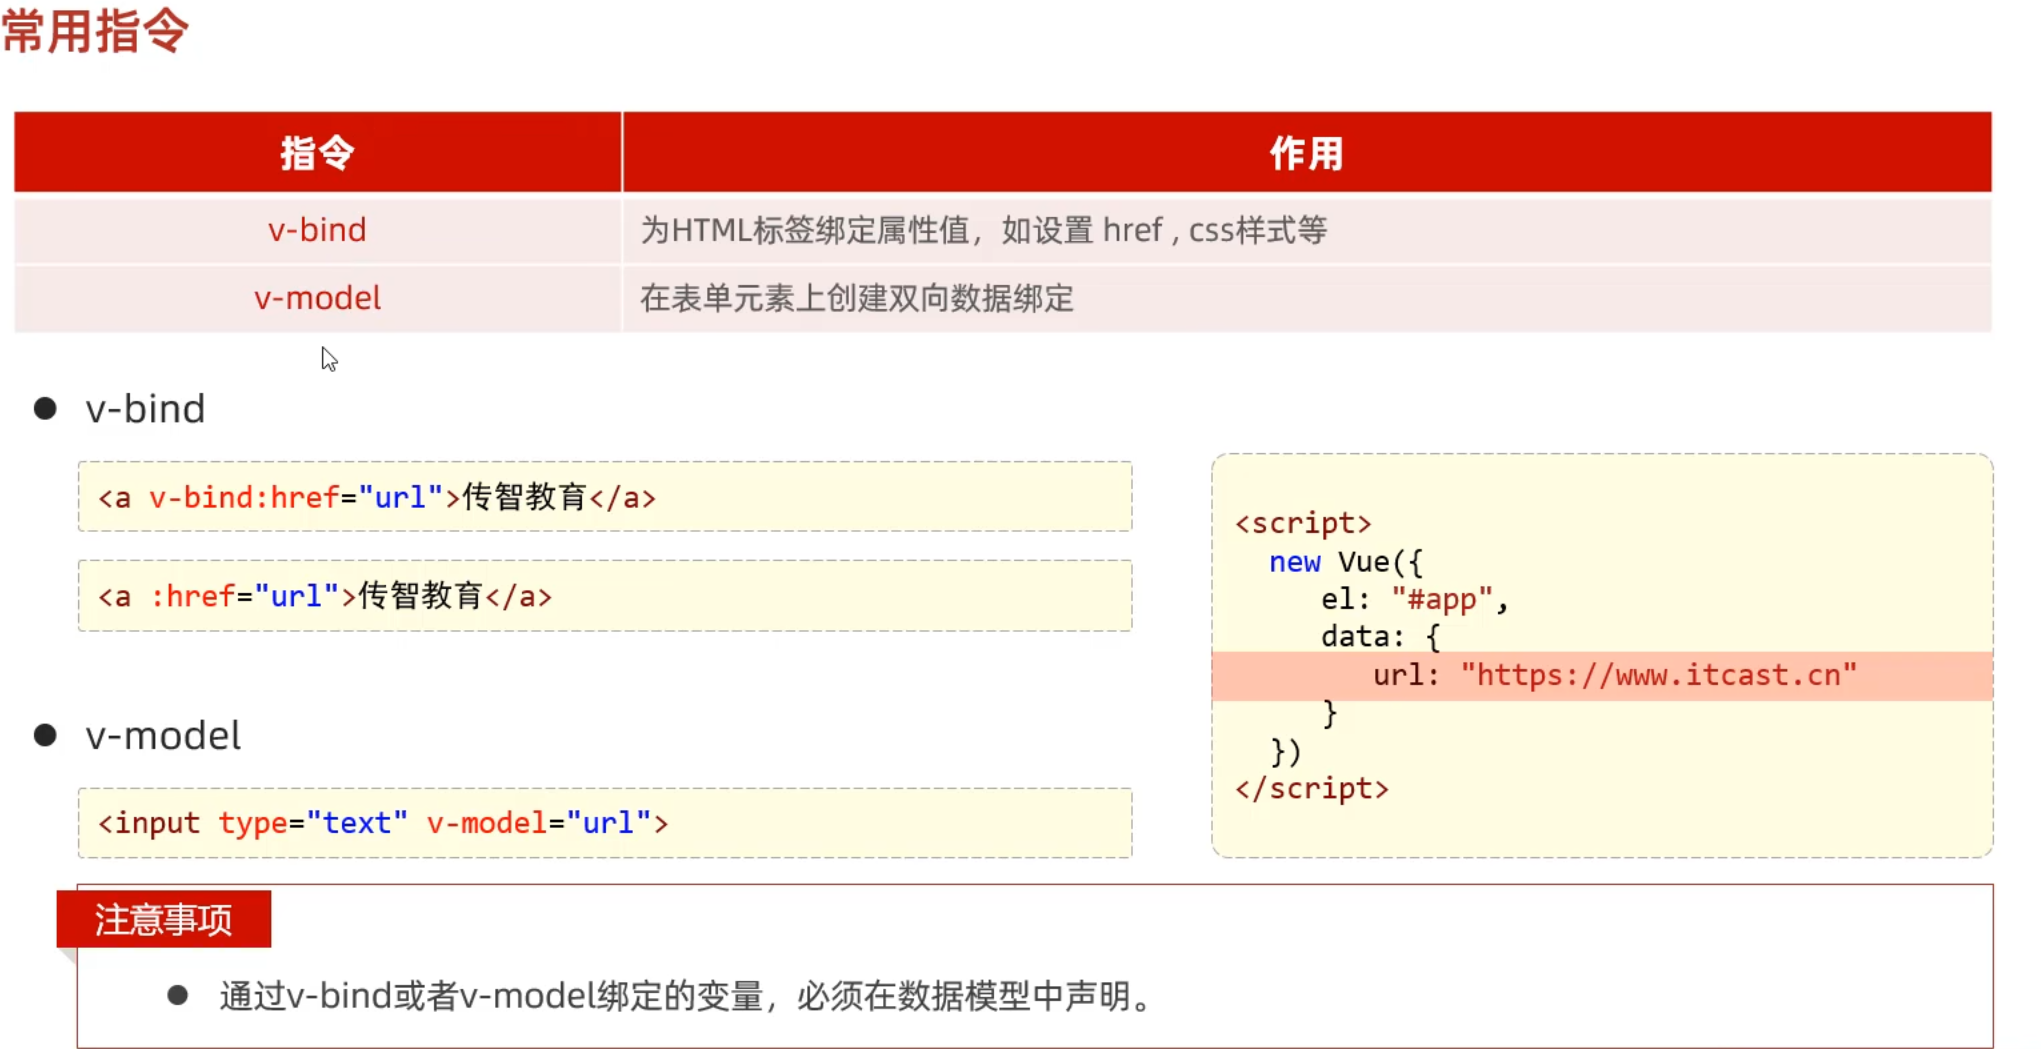 常用指令
指令 作用
v-bind 为HTML标签绑定属性值，如设置 href , css样式等
v-model 在表单元素上创建双向数据绑定
v-bind
<a v-bind:href="url">传智教育</a>
<a :href="url">传智教育</a>
v-model
<input type="text" v-model="url">
<script>
new Vue({
el: "#app",
data: {
url: "https://www.itcast.cn"
}
})
</script>
注意事项
通过v-bind或者v-model绑定的变量，必须在数据模型中声明。